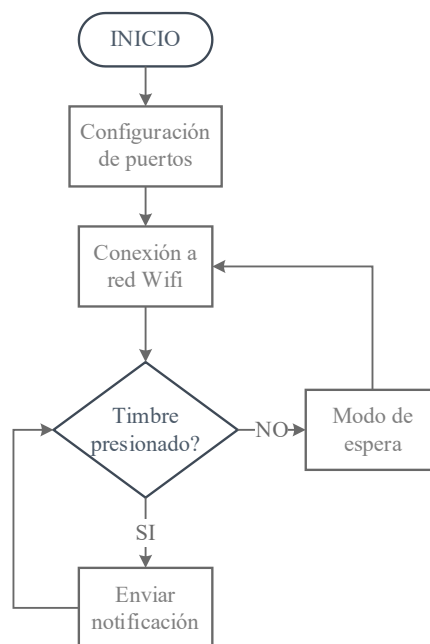 INICIO
Configuración
de puertos
Conexión a
red Wifi
Timbre
presionado?
NO
Modo de
espera
SI
Enviar
notificación